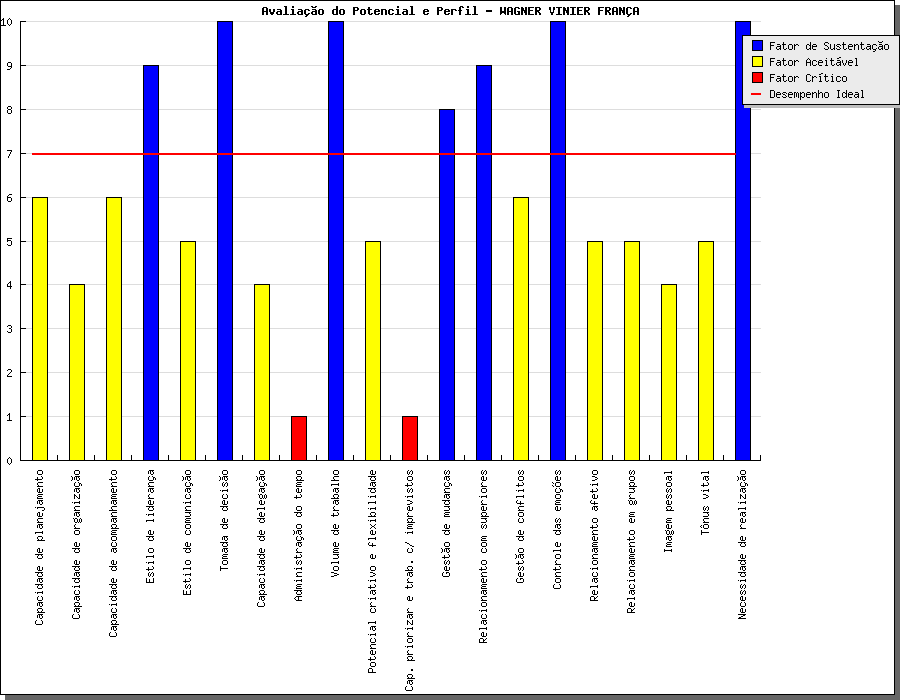 Avaliação do Potencial e Perfil - WAGNER VINIER FRANÇA
Fator de Sustentação
Fator Aceitável
Fator Crítico
Desempenho Ideal
10
9
8
7
6
5
4
3
2
1
0
Capacidade de planejamento
Capacidade de organização
Capacidade de acompanhamento
Estilo de liderança
Estilo de comunicação
Tomada de decisão
Capacidade de delegação
Administração do tempo
Volume de trabalho
Potencial criativo e flexibilidade
Cap. priorizar e trab. c/ imprevistos
Gestão de mudanças
Relacionamento com superiores
Gestão de conflitos
Controle das emoções
Relacionamento afetivo
Relacionamento em grupos
Imagem pessoal
Tônus vital
Necessidade de realização